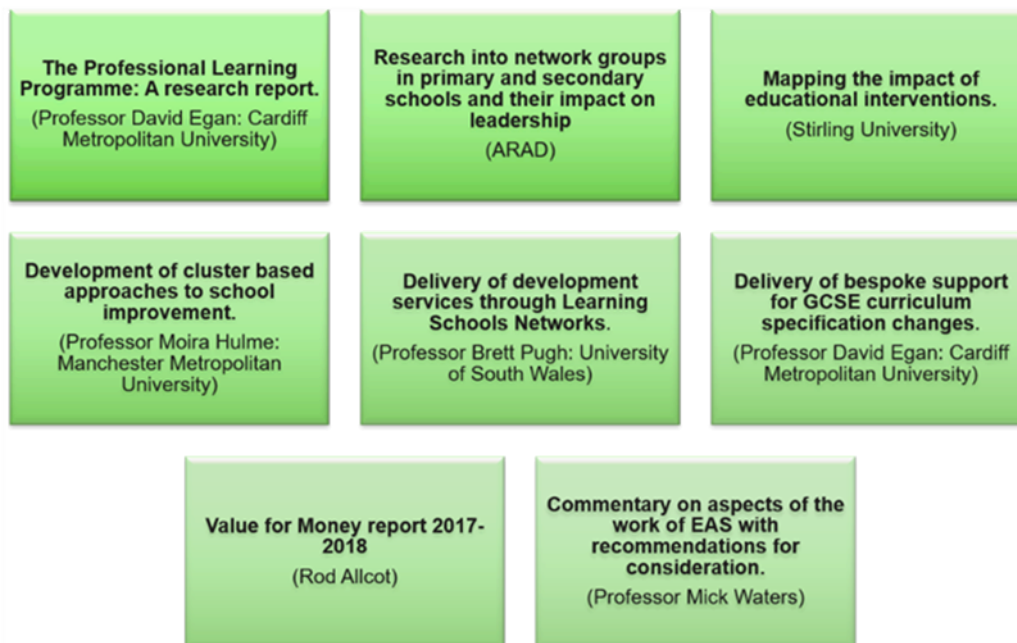 The Professional Learning
Programme: A research report.
(Professor David Egan: Cardiff
Metropolitan University)
Research into network groups
in primary and secondary
schools and their impact on
leadership
(ARAD)
Mapping the impact of
educational interventions.
(Stirling University)
Development of cluster based
approaches to school
improvement.
(Professor Moira Hulme:
Manchester Metropolitan
University)
Delivery of development
services through Learning
Schools Networks.
(Professor Brett Pugh: University
of South Wales)
Delivery of bespoke support
for GCSE curriculum
specification changes.
(Professor David Egan: Cardiff
Metropolitan University)
Value for Money report 2017-
2018
(Rod Allcot)
Commentary on aspects of the
work of EAS with
recommendations for
consideration.
(Professor Mick Waters)